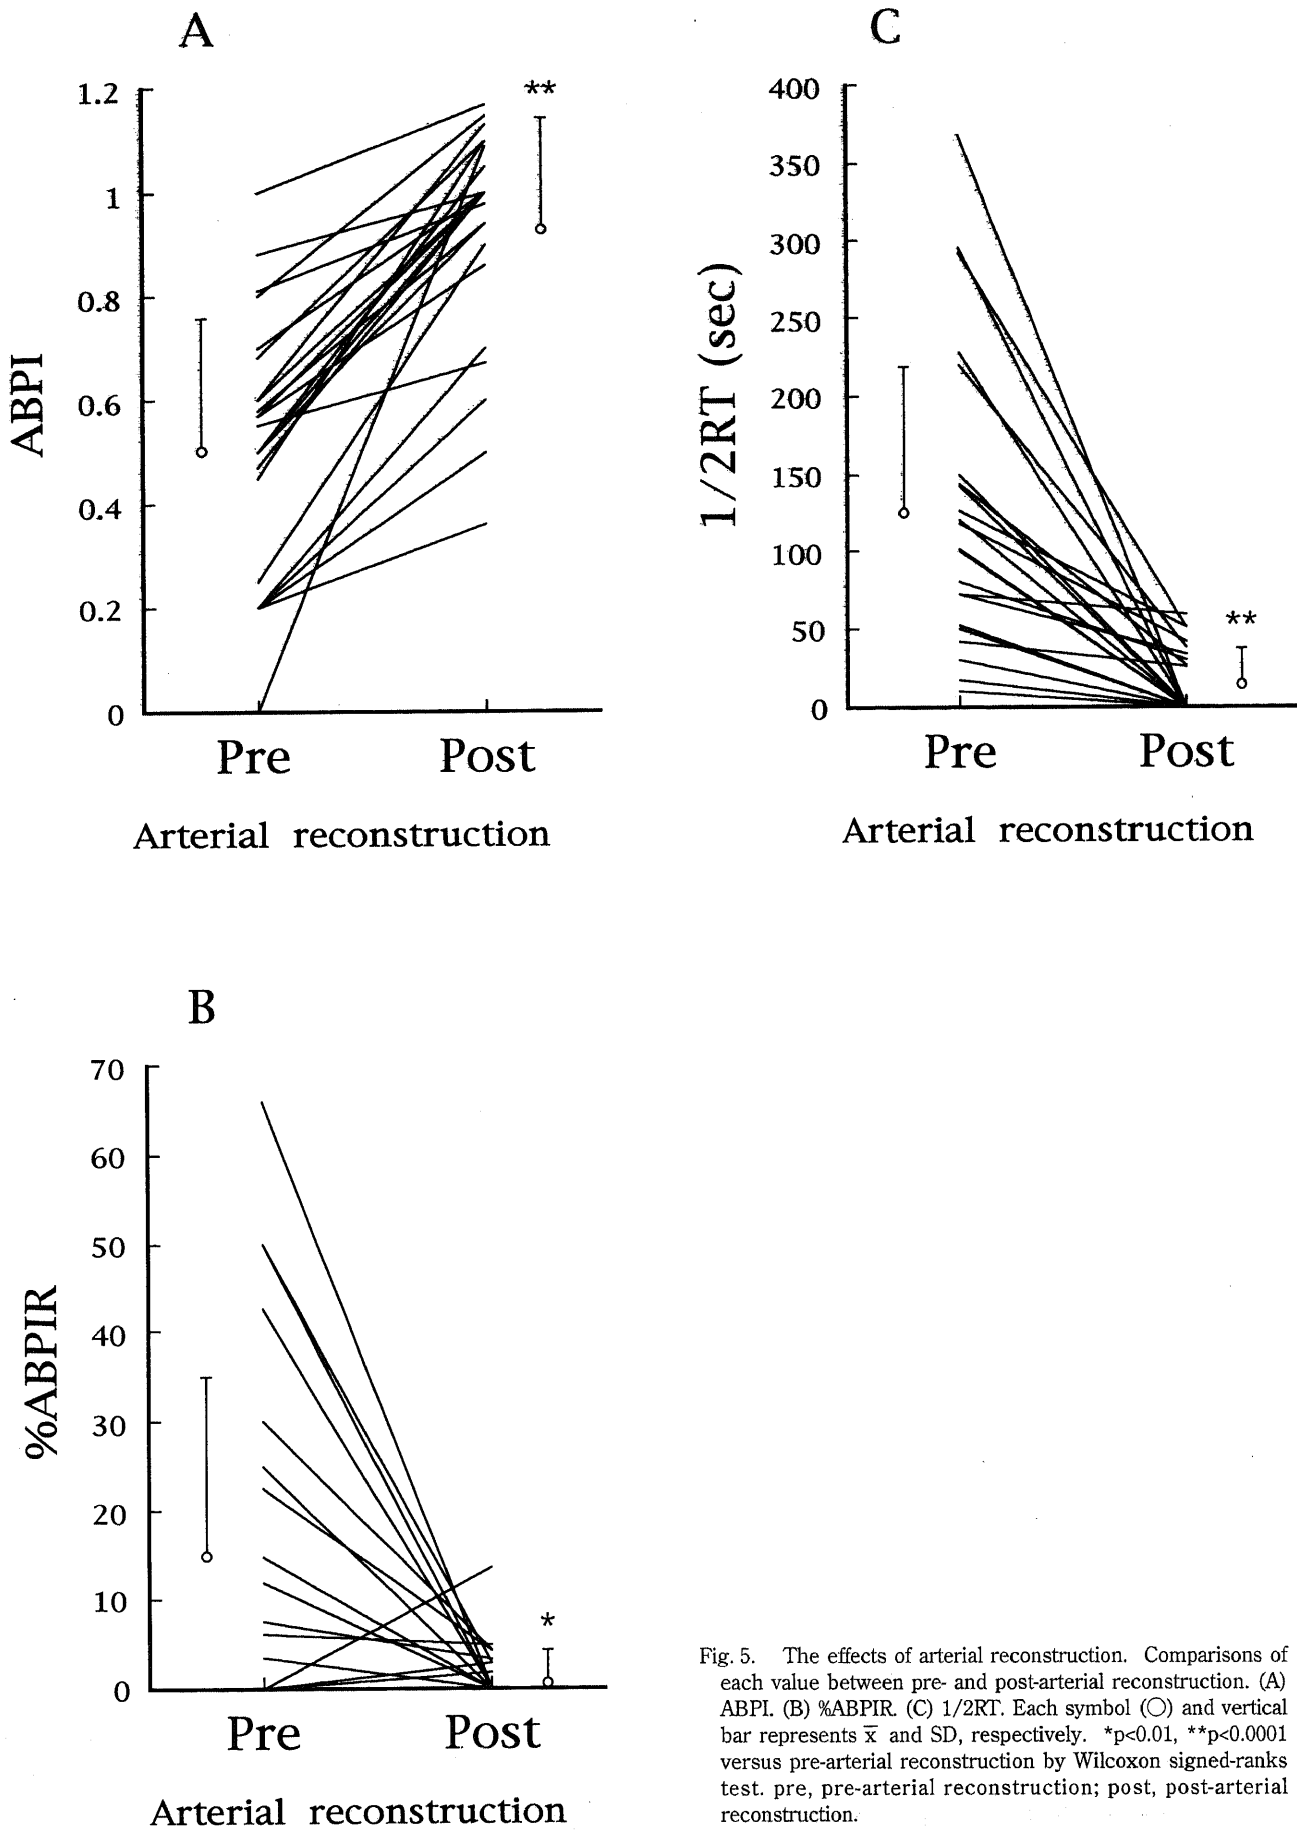 A
1.2
1
0.8
0.6
0.4
0.2
0
ABPI
**
Pre Post
Arterial reconstruction
C
400
350
300
250
200
150
100
50
0
1/2RT (sec)
**
Pre Post
Arterial reconstruction
B
70
60
50
40
30
20
10
0
%ABPIR
*
Pre Post
Arterial reconstruction
Fig. 5. The effects of arterial reconstruction. Comparisons of
each value between pre- and post-arterial reconstruction. (A)
ABPI. (B) %ABPIR. (C) 1/2RT. Each symbol (○) and vertical
bar represents x̅ and SD, respectively. *p<0.01, **p<0.0001
versus pre-arterial reconstruction by Wilcoxon signed-ranks
test. pre, pre-arterial reconstruction; post, post-arterial
reconstruction.